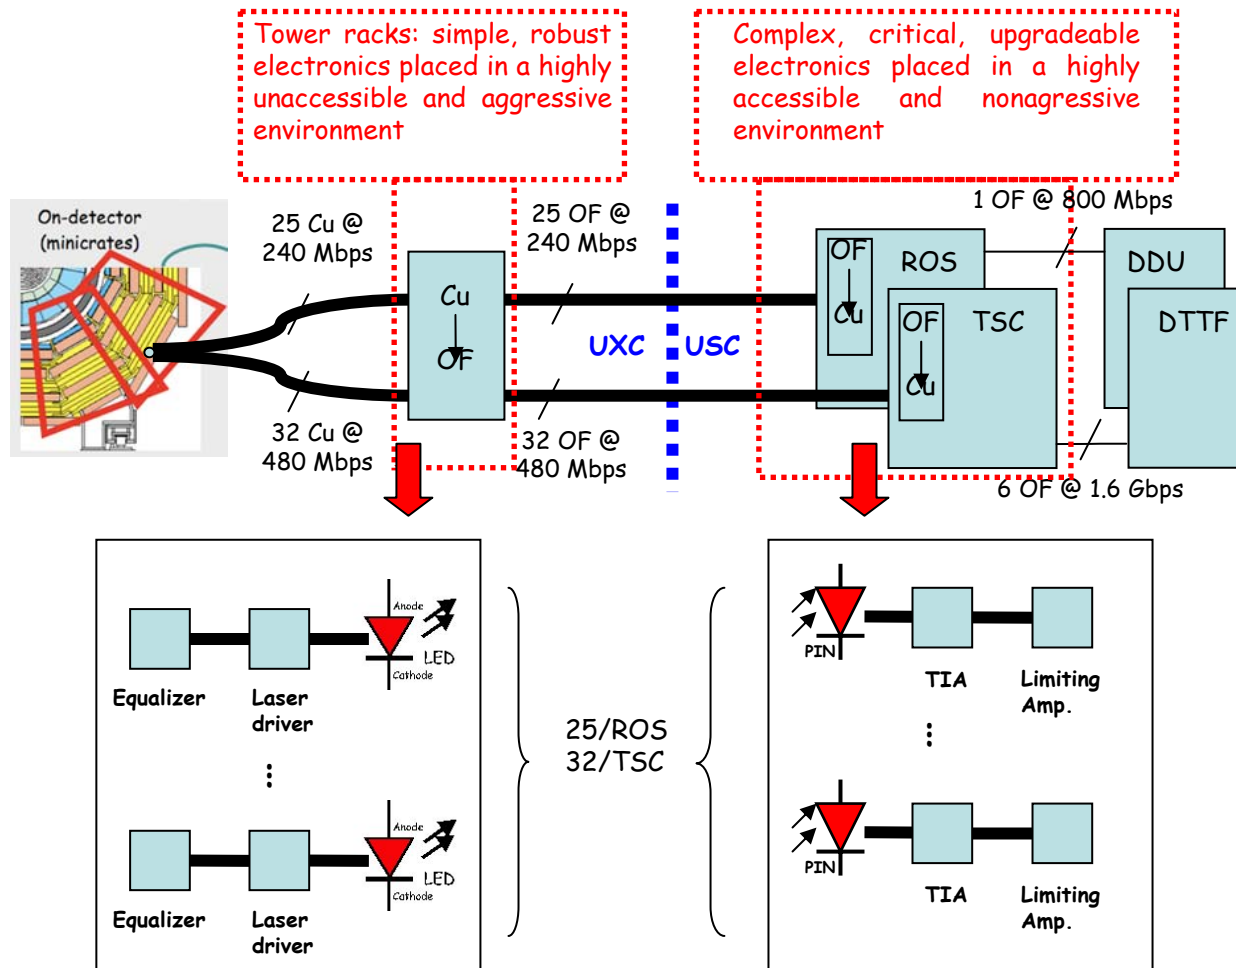 Tower racks: simple, robust
electronics placed in a highly
unaccessible and aggressive
environment
Complex, critical, upgradeable
electronics placed in a highly
accessible and nonagressive
environment
On-detector
(minicrates)
25 Cu @
240 Mbps
25 OF @
240 Mbps
1 OF @ 800 Mbps
Cu
OF
UXC
USC
OF
Cu
ROS
OF
Cu
TSC
DDU
DTTF
32 Cu @
480 Mbps
32 OF @
480 Mbps
6 OF @ 1.6 Gbps
Anode
LED
Cathode
Equalizer
Laser
driver
...
Anode
LED
Cathode
Equalizer
Laser
driver
25/ROS
32/TSC
PIN
TIA
Limiting
Amp.
...
PIN
TIA
Limiting
Amp.